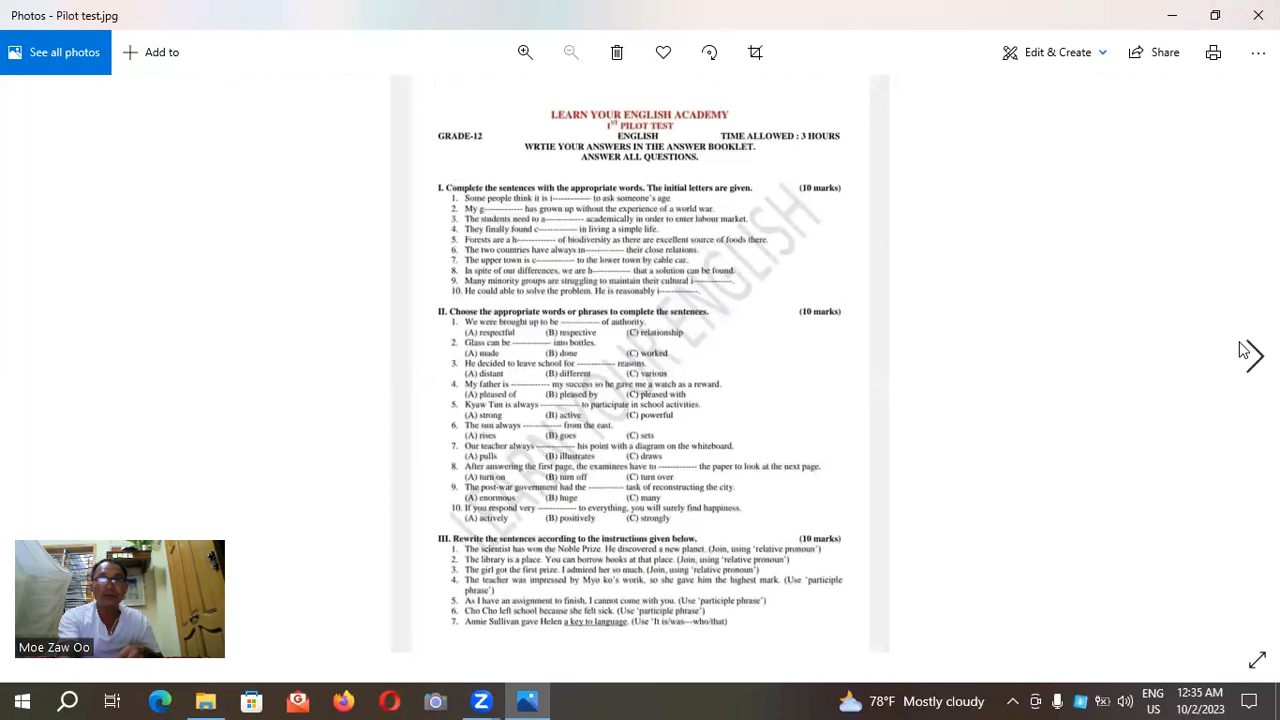 Photos - Pilot test.jpg
See all photos
Add to
Edit & Create
Share
LEARN YOUR ENGLISH ACADEMY
1ST PILOT TEST
GRADE-12 ENGLISH TIME ALLOWED : 3 HOURS
WRTIE YOUR ANSWERS IN THE ANSWER BOOKLET.
ANSWER ALL QUESTIONS.
I. Complete the sentences with the appropriate words. The initial letters are given. (10 marks)
1. Some people think it is i------------ to ask someone's age
2. My g------------ has grown up without the experience of a world war.
3. The students need to a------------ academically in order to enter labour market.
4. They finally found c------------ in living a simple life.
5. Forests are a h------------ of biodiversity as there are excellent source of foods there.
6. The two countries have always m------------ their close relations.
7. The upper town is c------------ to the lower town by cable car.
8. In spite of our differences, we are h------------ that a solution can be found.
9. Many minority groups are struggling to maintain their cultural i------------.
10. He could able to solve the problem. He is reasonably i------------.
II. Choose the appropriate words or phrases to complete the sentences. (10 marks)
1. We were brought up to be ------------ of authority.
(A) respectful (B) respective (C) relationship
2. Glass can be ------------ into bottles.
(A) made (B) done (C) worked
3. He decided to leave school for ------------ reasons.
(A) distant (B) different (C) various
4. My father is ------------ my success so he gave me a watch as a reward.
(A) pleased of (B) pleased by (C) pleased with
5. Kyaw Tun is always ------------ to participate in school activities.
(A) strong (B) active (C) powerful
6. The sun always ------------ from the east.
(A) rises (B) goes (C) sets
7. Our teacher always ------------ his point with a diagram on the whiteboard.
(A) pulls (B) illustrates (C) draws
8. After answering the first page, the examinees have to ------------ the paper to look at the next page.
(A) turn on (B) turn off (C) turn over
9. The post-war government had the ------------ task of reconstructing the city.
(A) enormous (B) huge (C) many
10. If you respond very ------------ to everything, you will surely find happiness.
(A) actively (B) positively (C) strongly
III. Rewrite the sentences according to the instructions given below. (10 marks)
1. The scientist has won the Noble Prize. He discovered a new planet. (Join, using 'relative pronoun')
2. The library is a place. You can borrow books at that place. (Join, using 'relative pronoun')
3. The girl got the first prize. I admired her so much. (Join, using 'relative pronoun')
4. The teacher was impressed by Myo ko's worik, so she gave him the highest mark. (Use 'participle
phrase')
5. As I have an assignment to finish, I cannot come with you. (Use 'participle phrase')
6. Cho Cho left school because she felt sick. (Use 'participle phrase')
7. Annie Sullivan gave Helen a key to language. (Use 'It is/was---who/that)
LEARN YOUR ENGLISH
Moe Zaw Oo
78°F Mostly cloudy
ENG
US
2:35 AM
10/2/2023